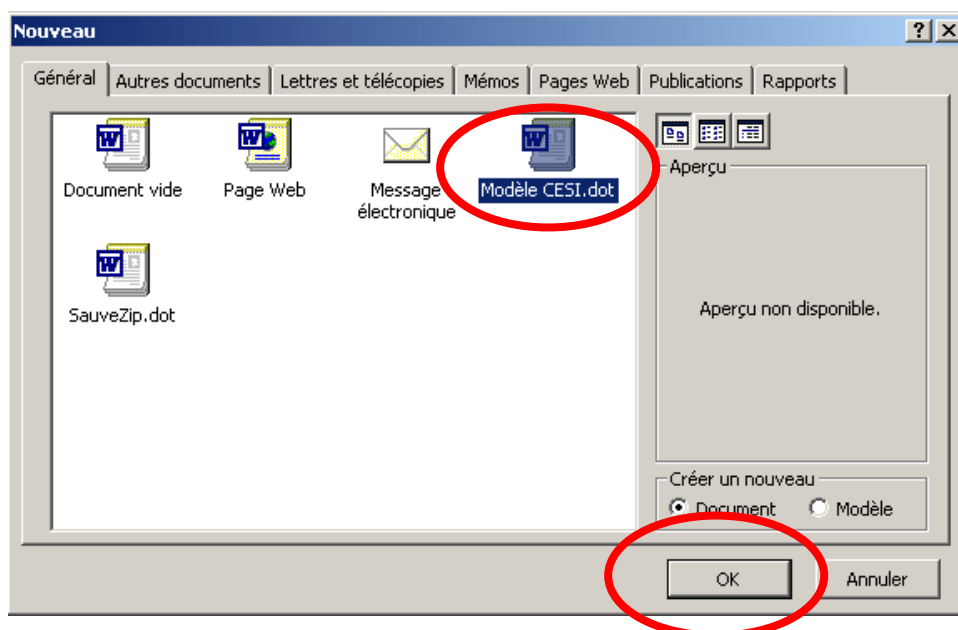 Nouveau
Général Autres documents Lettres et télécopies Mémos Pages Web Publications Rapports
Document vide
Page Web
Message
électronique
Modèle CESI.dot
SauveZip.dot
Aperçu
Aperçu non disponible.
Créer un nouveau
Document Modèle
OK Annuler